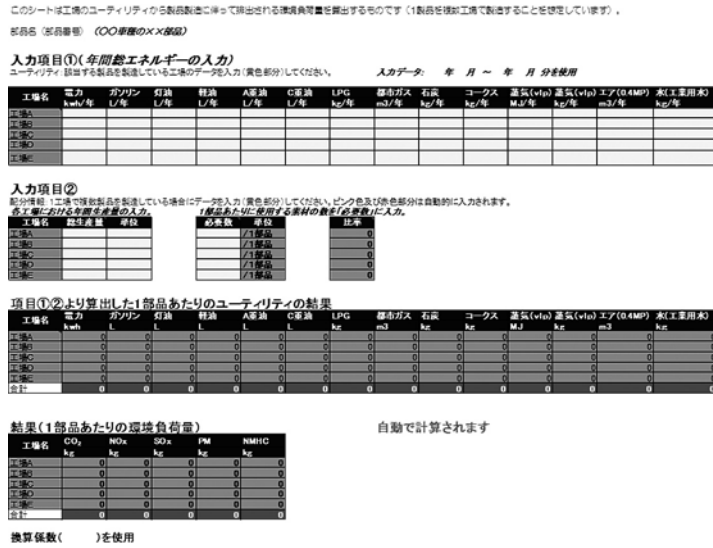 このシートは工場のユーティリティから製品製造に伴って排出される環境負荷量を算出するものです（1製品を複数工場で製造することを想定しています）.
部品名（部品番号）（〇〇車種の××部品）
入力項目①(年間総エネルギーの入力)
ユーティリティ:該当する製品を製造している工場のデータを入力（黄色部分）してください。 入力データ: 年 月 ～ 年 月 分を使用
工場名 電力 ガソリン 灯油 軽油 A重油 C重油 LPG 都市ガス 石炭 コークス 蒸気(vlp) 蒸気(vlp) エア(0.4MP) 水(工業用水)
kwh/年 L/年 L/年 L/年 L/年 L/年 kg/年 m3/年 kg/年 kg/年 MJ/年 kg/年 m3/年 kg/年
工場A
工場B
工場C
工場D
工場E
入力項目②
配分情報:1工場で複数製品を製造している場合にデータを入力（黄色部分）してください。ピンク色及び赤色部分は自動的に入力されます。
各工場における年間生産量の入力。 1部品あたりに使用する素材の数を「必要数」に入力。
工場名 総生産量 単位 必要数 単位 比率
工場A /1部品 0
工場B /1部品 0
工場C /1部品 0
工場D /1部品 0
工場E /1部品 0
項目①②より算出した1部品あたりのユーティリティの結果
工場名 電力 ガソリン 灯油 軽油 A重油 C重油 LPG 都市ガス 石炭 コークス 蒸気(vlp) 蒸気(vlp) エア(0.4MP) 水(工業用水)
kwh L L L L L kg m3 kg kg MJ kg m3 kg
工場A 0 0 0 0 0 0 0 0 0 0 0 0 0 0
工場B 0 0 0 0 0 0 0 0 0 0 0 0 0 0
工場C 0 0 0 0 0 0 0 0 0 0 0 0 0 0
工場D 0 0 0 0 0 0 0 0 0 0 0 0 0 0
工場E 0 0 0 0 0 0 0 0 0 0 0 0 0 0
合計 0 0 0 0 0 0 0 0 0 0 0 0 0 0
結果(1部品あたりの環境負荷量) 自動で計算されます
工場名 CO₂ NOx SOx PM NMHC
kg kg kg kg kg
工場A 0 0 0 0 0
工場B 0 0 0 0 0
工場C 0 0 0 0 0
工場D 0 0 0 0 0
工場E 0 0 0 0 0
合計 0 0 0 0 0
換算係数( )を使用